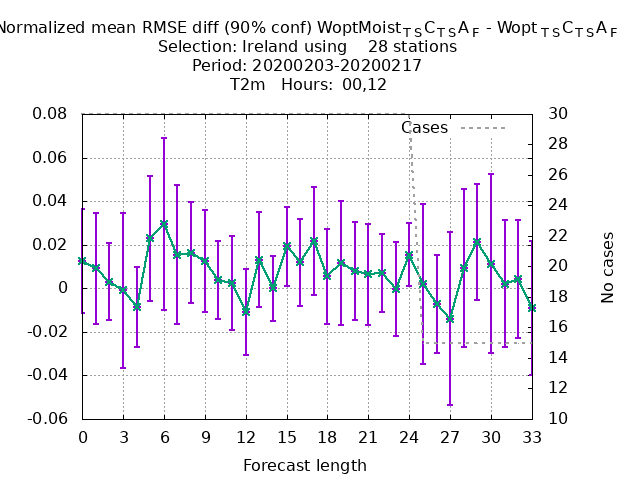 Normalized mean RMSE diff (90% conf) WoptMoist_TSC_TSA_F - Wopt_TSC_TSA_F
Selection: Ireland using    28 stations
Period: 20200203-20200217
T2m   Hours: 00,12
Cases
0.08
0.06
0.04
0.02
0
-0.02
-0.04
-0.06
30
28
26
24
22
20
18
16
14
12
10
No cases
0 3 6 9 12 15 18 21 24 27 30 33
Forecast length